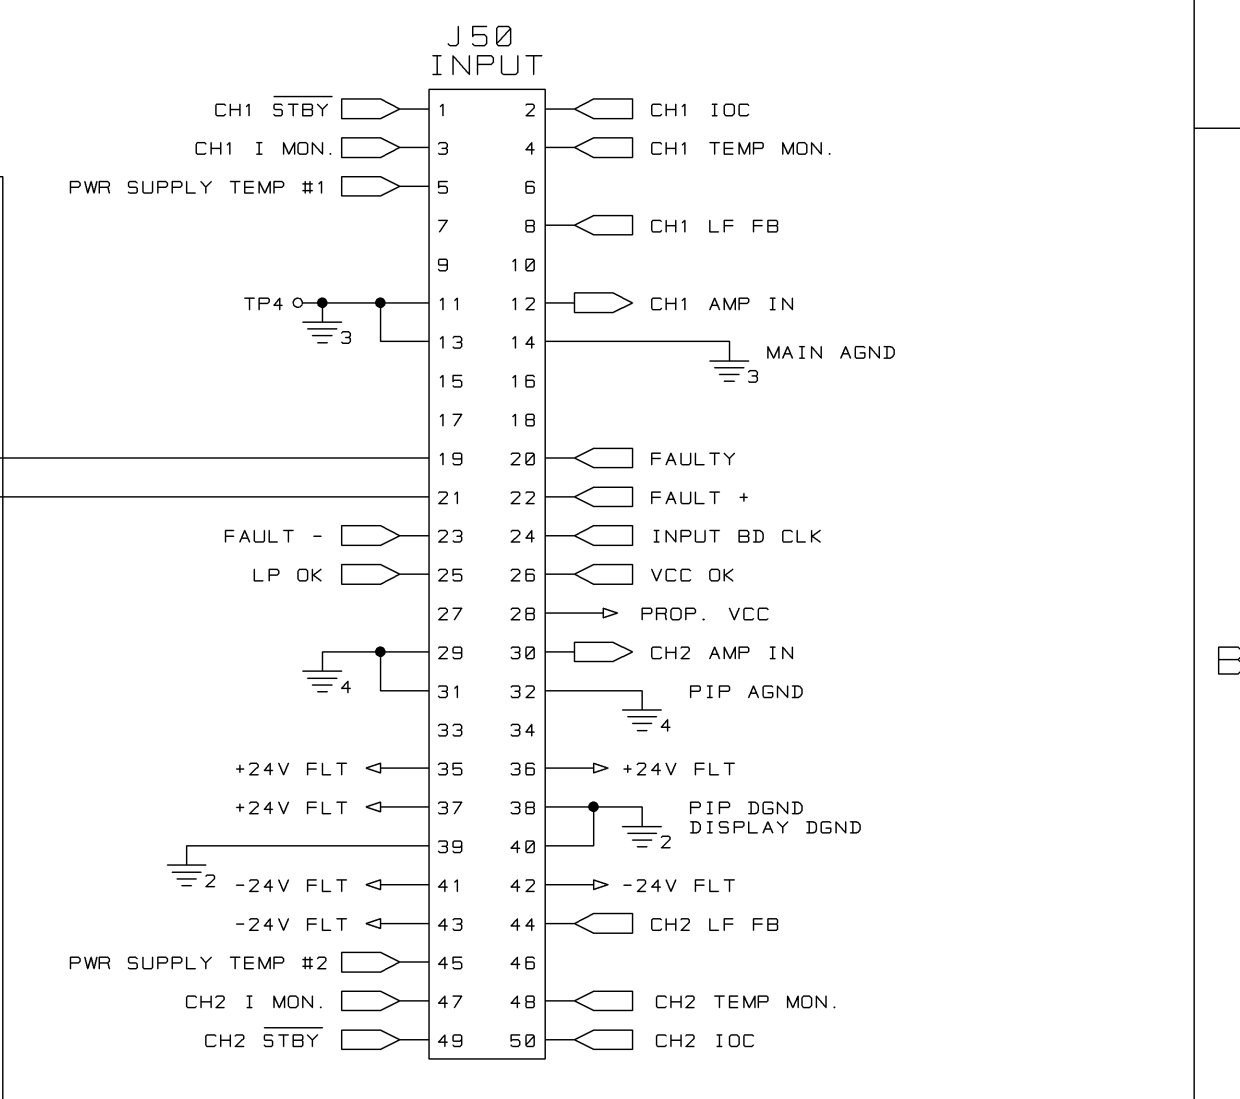 J50
INPUT
CH1 STBY 1 2 CH1 IOC
CH1 I MON. 3 4 CH1 TEMP MON.
PWR SUPPLY TEMP #1 5 6
7 8 CH1 LF FB
9 10
TP4 11 12 CH1 AMP IN
3 13 14 MAIN AGND
3
15 16
17 18
19 20 FAULTY
21 22 FAULT +
FAULT - 23 24 INPUT BD CLK
LP OK 25 26 VCC OK
27 28 PROP. VCC
29 30 CH2 AMP IN
4 31 32 PIP AGND
33 34 4
+24V FLT 35 36 +24V FLT
+24V FLT 37 38 PIP DGND
DISPLAY DGND
39 40 2
2
-24V FLT 41 42 -24V FLT
-24V FLT 43 44 CH2 LF FB
PWR SUPPLY TEMP #2 45 46
CH2 I MON. 47 48 CH2 TEMP MON.
CH2 STBY 49 50 CH2 IOC
B